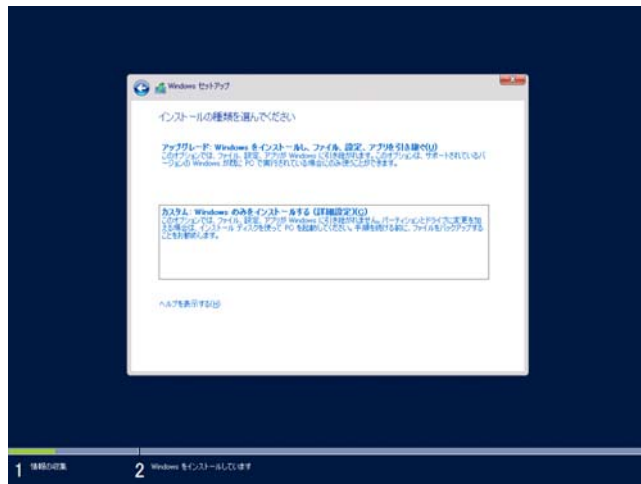 Windows セットアップ
インストールの種類を選んでください
アップグレード: Windows をインストールし、ファイル、設定、アプリを引き継ぐ(U)
このオプションでは、ファイル、設定、アプリが Windows に引き継がれます。このオプションは、サポートされているバ
ージョンの Windows が既に PC で実行されている場合にのみ使うことができます。
カスタム: Windows のみをインストールする (詳細設定)(C)
このオプションでは、ファイル、設定、アプリが Windows に引き継がれません。パーティションとドライブに変更を加
える場合は、インストール ディスクを使って PC を起動してください。手順を続ける前に、ファイルをバックアップする
ことをお勧めします。
ヘルプを表示する(H)
1 情報の収集
2 Windows をインストールしています